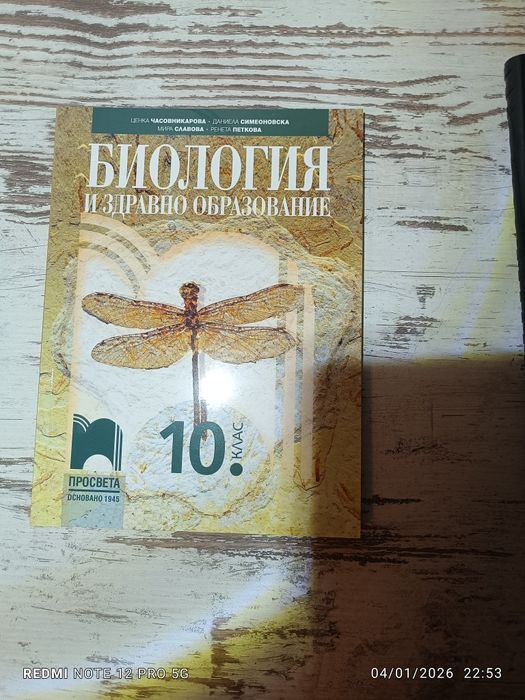 ЦЕНКА ЧАСОВНИКАРОВА · ДАНИЕЛА СИМЕОНОВСКА
МИРА СЛАВОВА · РЕНЕТА ПЕТКОВА
БИОЛОГИЯ
И ЗДРАВНО ОБРАЗОВАНИЕ
10. КЛАС
ПРОСВЕТА
ОСНОВАНО 1945
REDMI NOTE 12 PRO 5G
04/01/2026 22:53